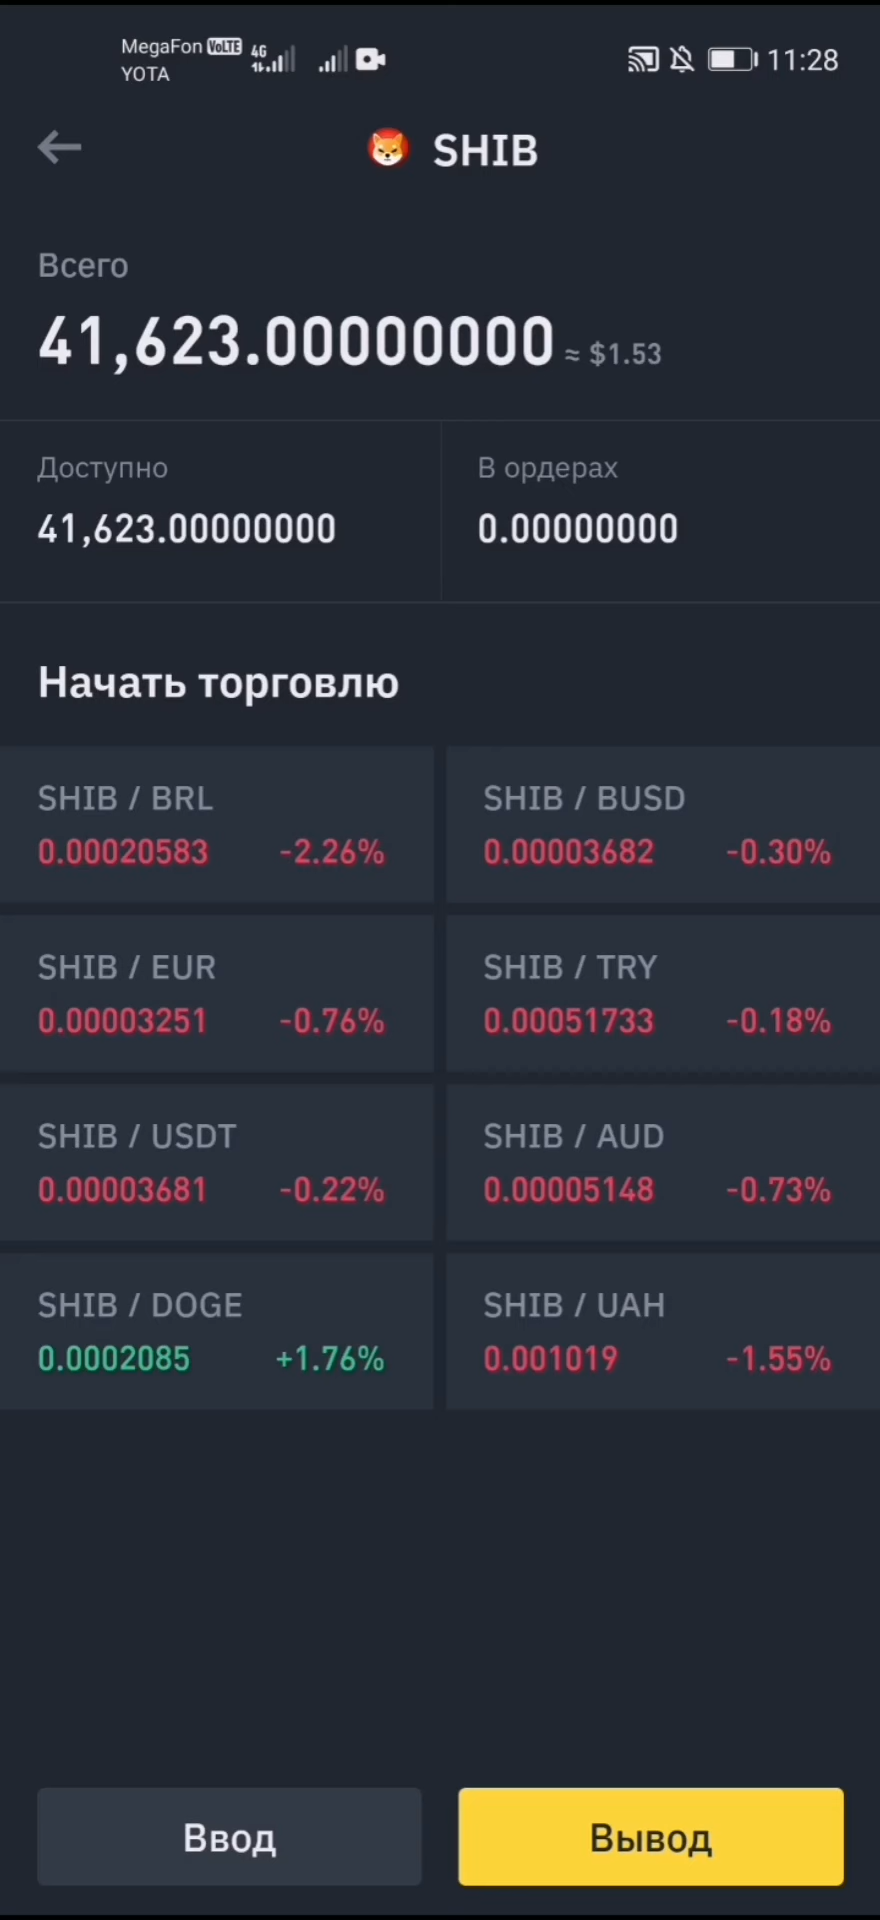 MegaFon VoLTE 4G 11:28
YOTA
SHIB
Всего
41,623.00000000 ≈ $1.53
Доступно В ордерах
41,623.00000000 0.00000000
Начать торговлю
SHIB / BRL SHIB / BUSD
0.00020583 -2.26% 0.00003682 -0.30%
SHIB / EUR SHIB / TRY
0.00003251 -0.76% 0.00051733 -0.18%
SHIB / USDT SHIB / AUD
0.00003681 -0.22% 0.00005148 -0.73%
SHIB / DOGE SHIB / UAH
0.0002085 +1.76% 0.001019 -1.55%
Ввод Вывод